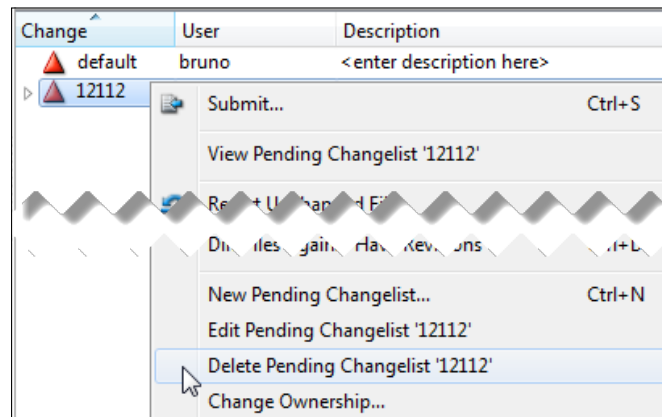 Change User Description
default bruno <enter description here>
12112
Submit... Ctrl+S
View Pending Changelist '12112'
New Pending Changelist... Ctrl+N
Edit Pending Changelist '12112'
Delete Pending Changelist '12112'
Change Ownership...